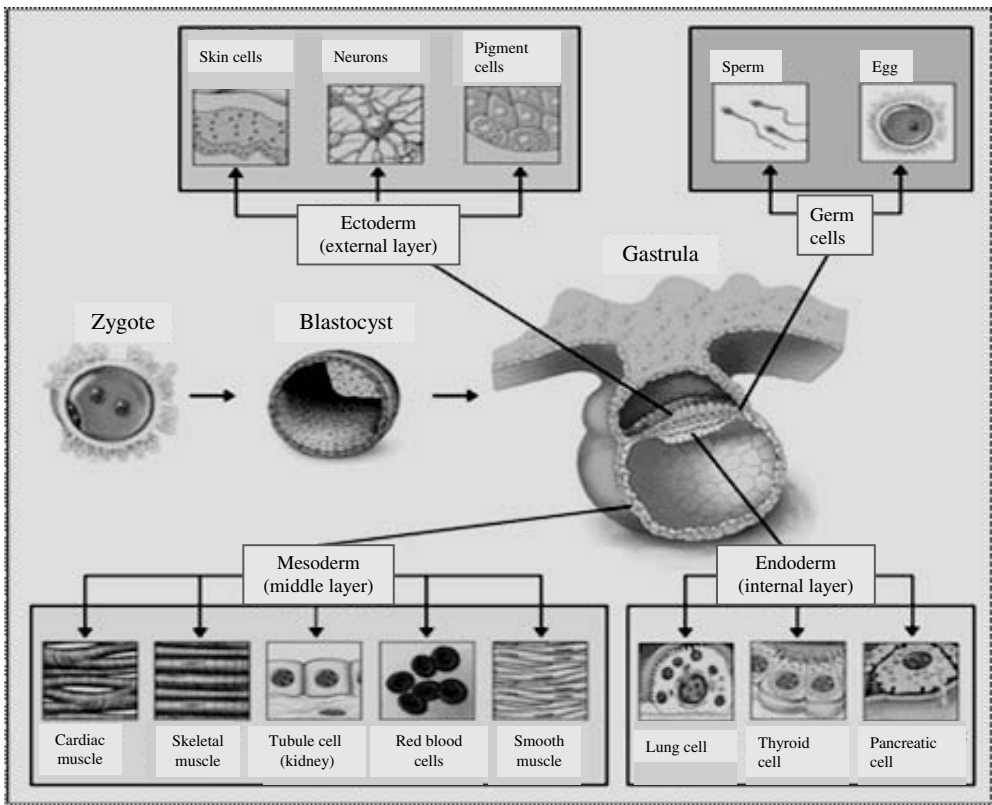 Skin cells
Neurons
Pigment
cells
Sperm
Egg
Ectoderm
(external layer)
Germ
cells
Gastrula
Zygote
Blastocyst
Mesoderm
(middle layer)
Endoderm
(internal layer)
Cardiac
muscle
Skeletal
muscle
Tubule cell
(kidney)
Red blood
cells
Smooth
muscle
Lung cell
Thyroid
cell
Pancreatic
cell